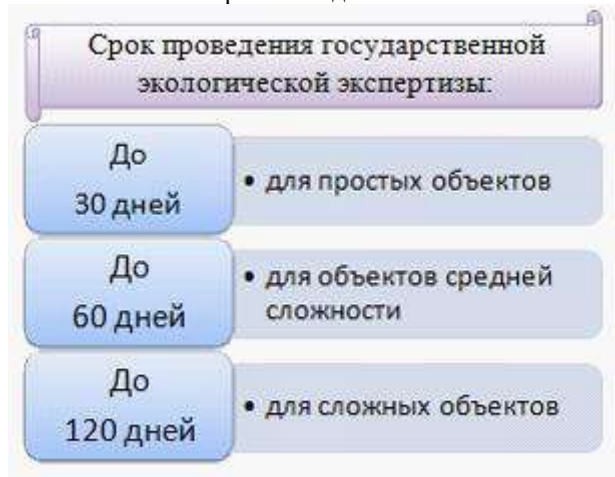 Срок проведения государственной
экологической экспертизы:
До
30 дней
• для простых объектов
До
60 дней
• для объектов средней
сложности
До
120 дней
• для сложных объектов